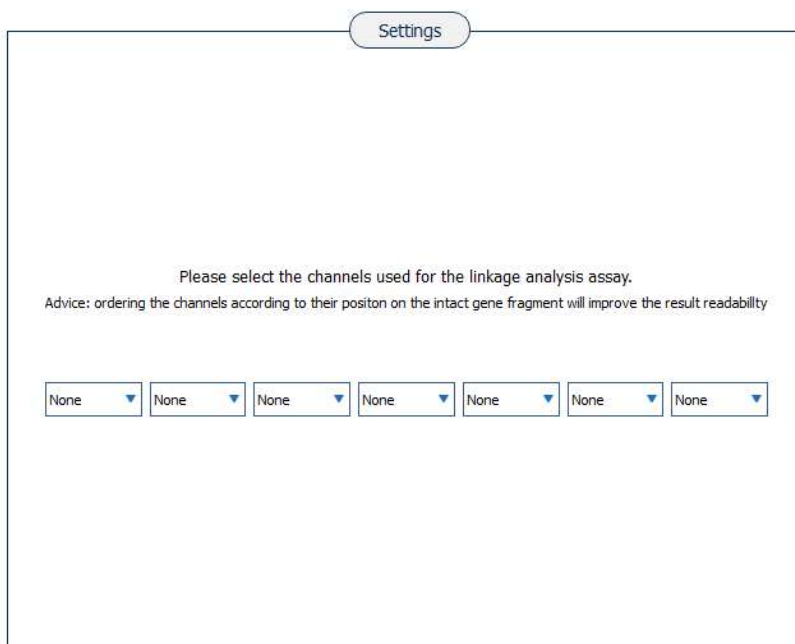 Settings
Please select the channels used for the linkage analysis assay.
Advice: ordering the channels according to their positon on the intact gene fragment will improve the result readabillty
None None None None None None None